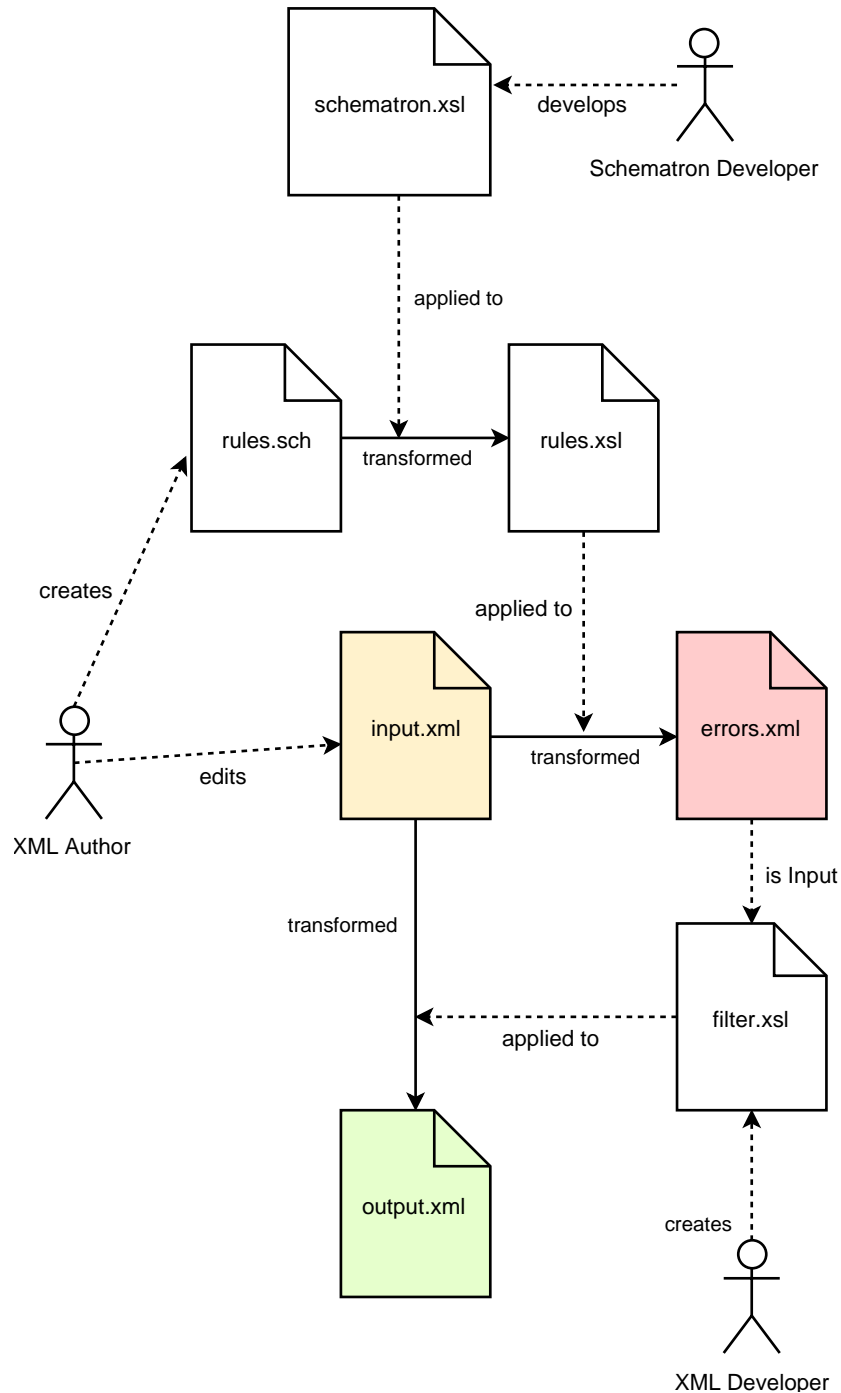 schematron.xsl
develops
Schematron Developer
applied to
rules.sch
transformed
rules.xsl
creates
applied to
input.xml
transformed
errors.xml
edits
XML Author
is Input
transformed
filter.xsl
applied to
output.xml
creates
XML Developer